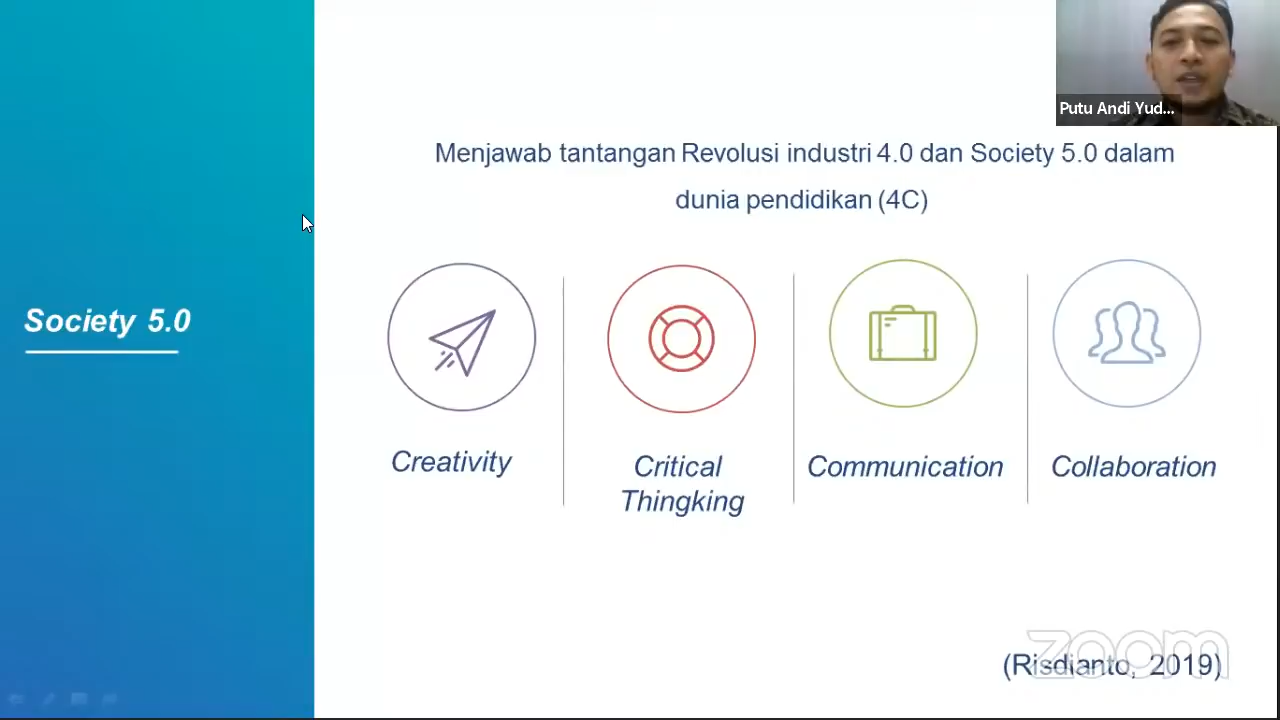 Putu Andi Yud...
Menjawab tantangan Revolusi industri 4.0 dan Society 5.0 dalam
dunia pendidikan (4C)
Society 5.0
Creativity
Critical
Thingking
Communication
Collaboration
zoom
(Risdianto, 2019)